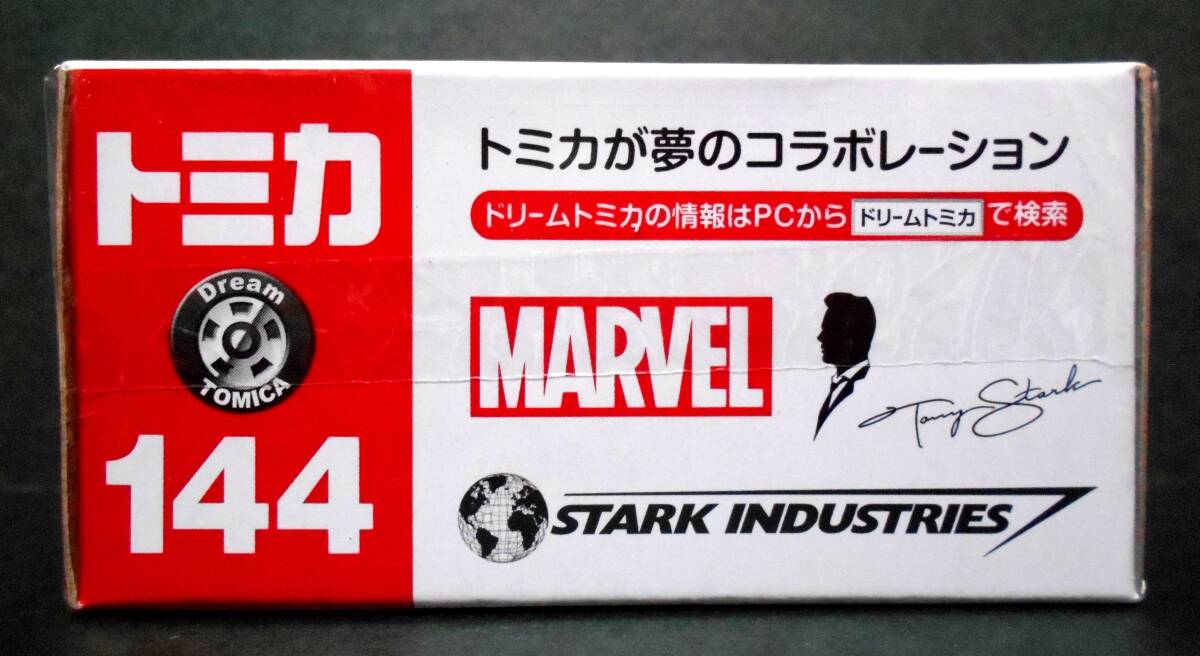 トミカ
Dream
TOMICA
144
トミカが夢のコラボレーション
ドリームトミカの情報はPCから ドリームトミカ で検索
MARVEL
Tony Stark
STARK INDUSTRIES